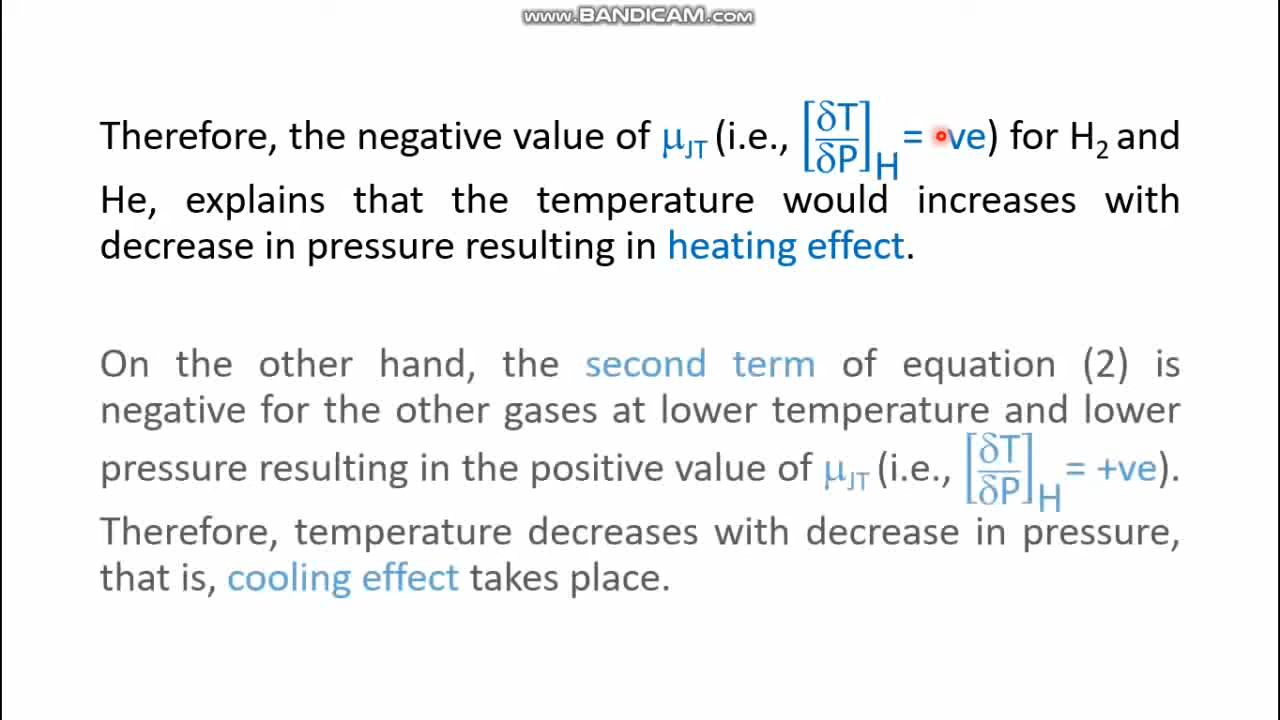 www.BANDICAM.com
Therefore, the negative value of μJT (i.e., [δT/δP]H = ve) for H2 and
He, explains that the temperature would increases with
decrease in pressure resulting in heating effect.
On the other hand, the second term of equation (2) is
negative for the other gases at lower temperature and lower
pressure resulting in the positive value of μJT (i.e., [δT/δP]H = +ve).
Therefore, temperature decreases with decrease in pressure,
that is, cooling effect takes place.